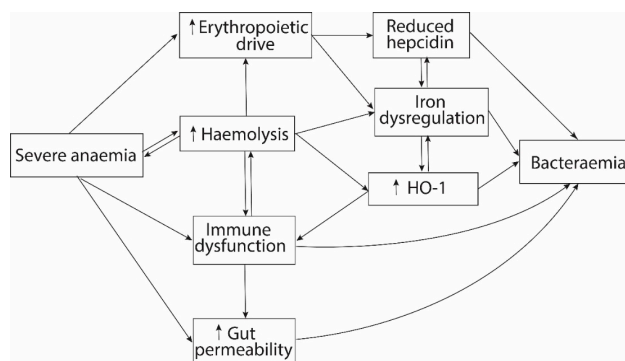 ↑ Erythropoietic
drive
Reduced
hepcidin
Iron
dysregulation
↑ Haemolysis
Severe anaemia
Bacteraemia
↑ HO-1
Immune
dysfunction
↑ Gut
permeability